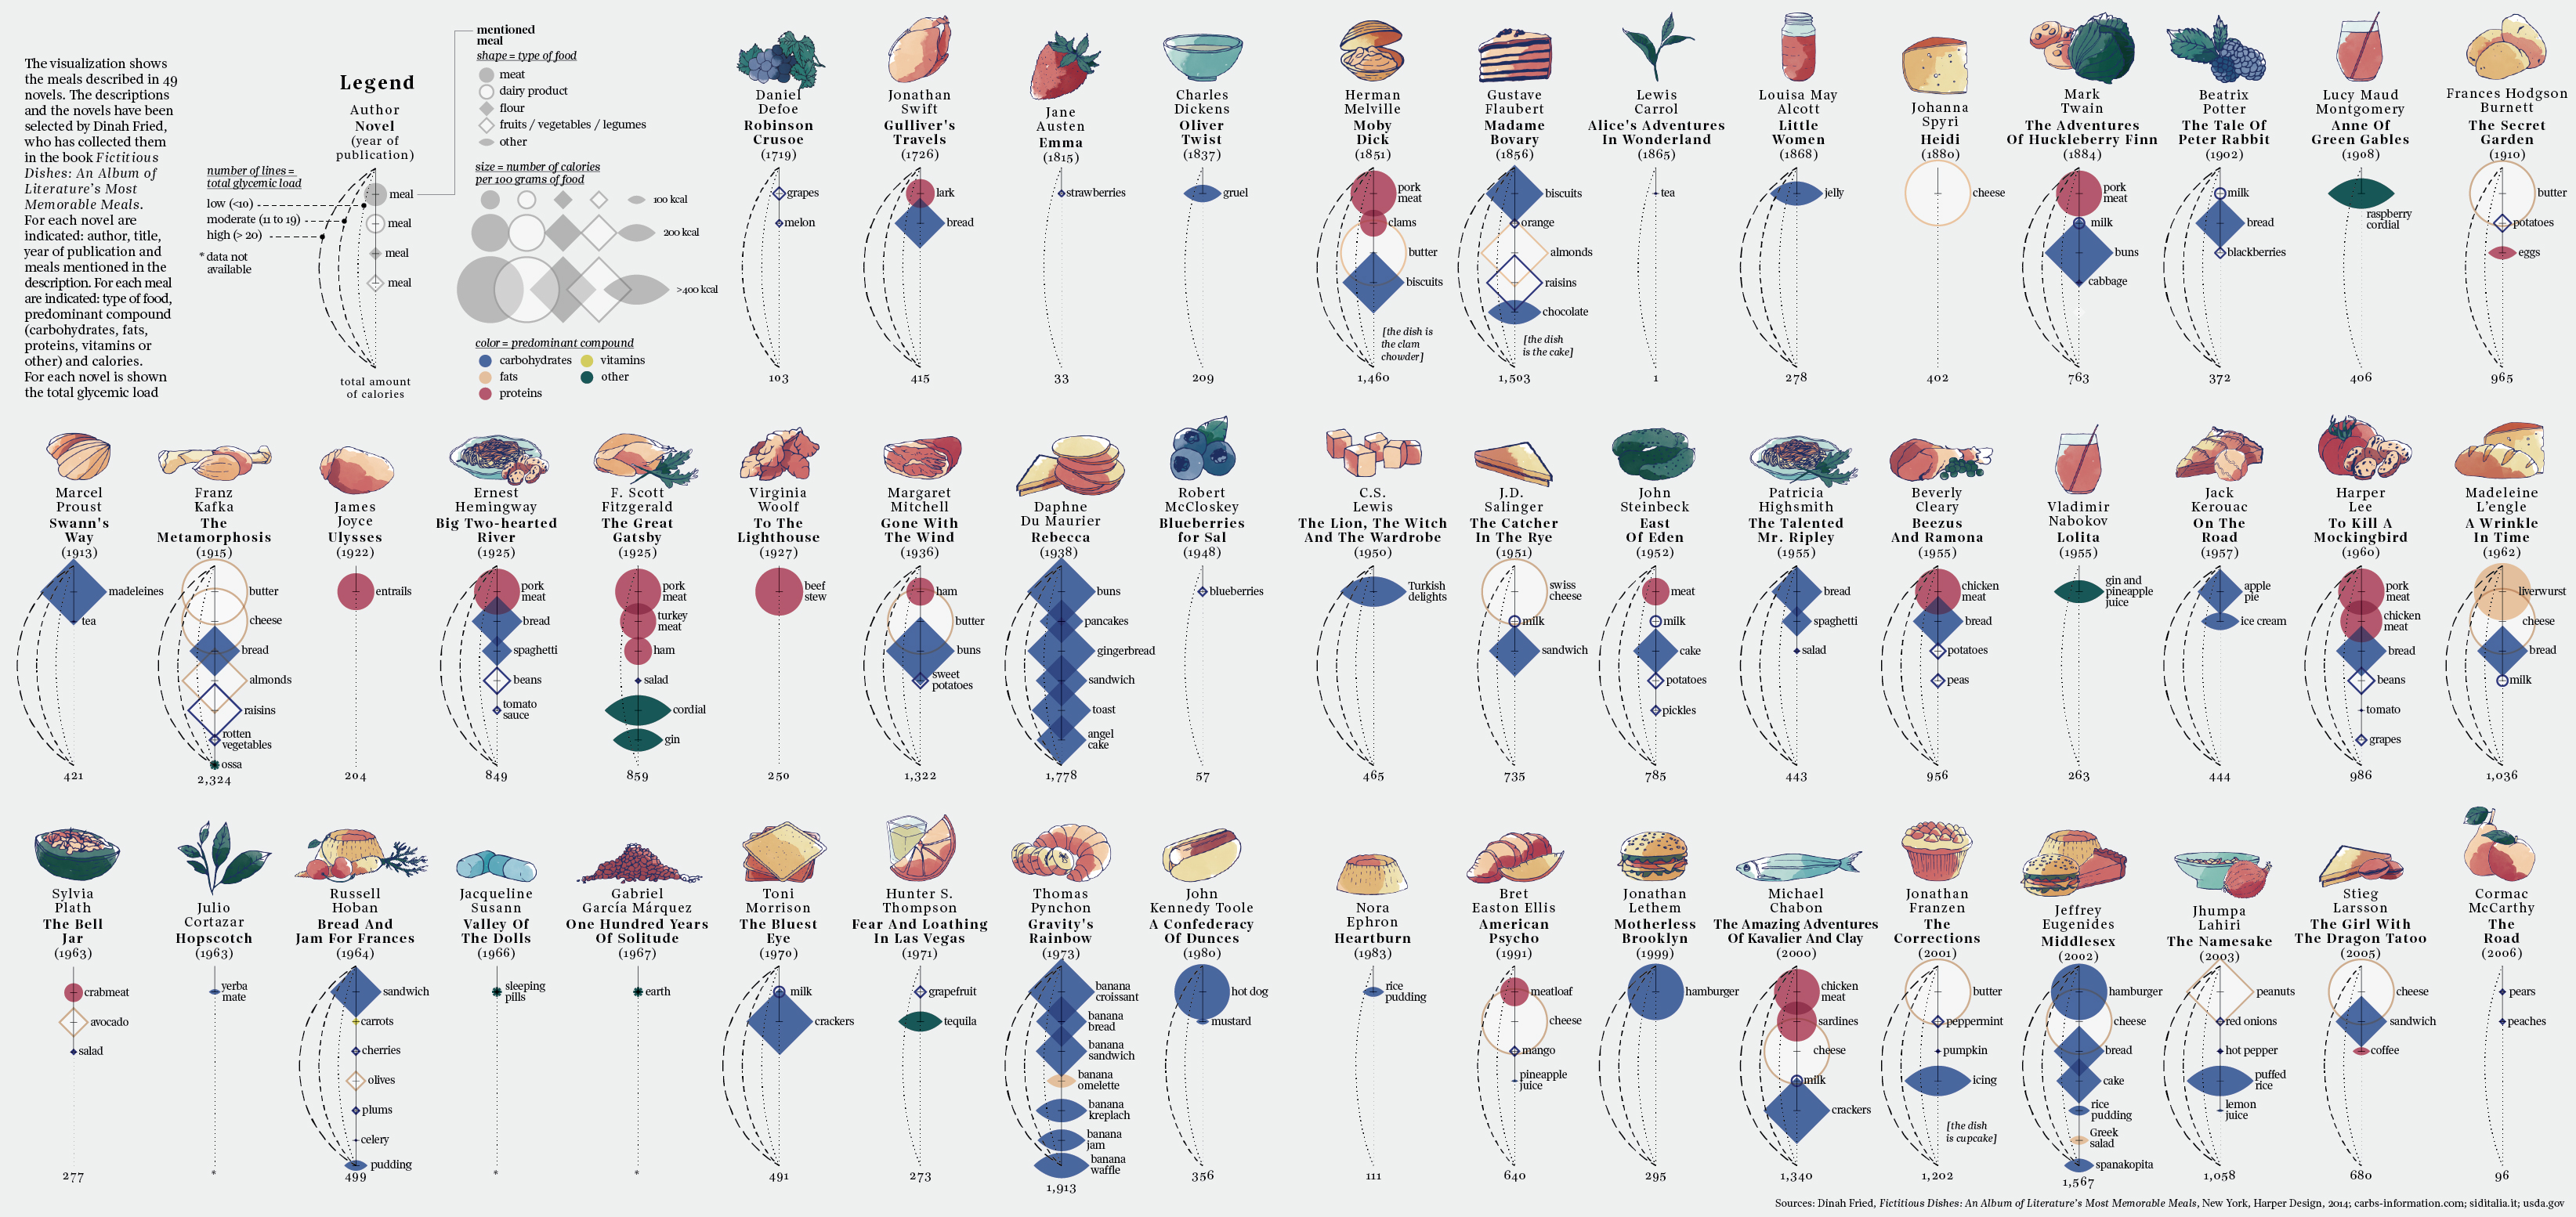 The visualization shows
the meals described in 49
novels. The descriptions
and the novels have been
selected by Dinah Fried,
who has collected them
in the book Fictitious
Dishes: An Album of
Literature's Most
Memorable Meals.
For each novel are
indicated: author, title,
year of publication and
meals mentioned in the
description. For each meal
are indicated: type of food,
predominant compound
(carbohydrates, fats,
proteins, vitamins or
other) and calories.
For each novel is shown
the total glycemic load
Legend
Author
Novel
(year of
publication)
number of lines =
total glycemic load
low (<10)
moderate (11 to 19)
high (> 20)
* data not
available
meal
meal
meal
meal
total amount
of calories
mentioned
meal
shape = type of food
meat
dairy product
flour
fruits / vegetables / legumes
other
size = number of calories
per 100 grams of food
100 kcal
200 kcal
>400 kcal
color = predominant compound
carbohydrates
vitamins
fats
other
proteins
Daniel
Defoe
Robinson
Crusoe
(1719)
grapes
melon
103
Jonathan
Swift
Gulliver's
Travels
(1726)
lark
bread
415
Jane
Austen
Emma
(1815)
strawberries
33
Charles
Dickens
Oliver
Twist
(1837)
gruel
209
Herman
Melville
Moby
Dick
(1851)
pork
meat
clams
butter
biscuits
[the dish is
the clam
chowder]
1,460
Gustave
Flaubert
Madame
Bovary
(1856)
biscuits
orange
almonds
raisins
chocolate
[the dish
is the cake]
1,503
Lewis
Carrol
Alice's Adventures
In Wonderland
(1865)
tea
1
Louisa May
Alcott
Little
Women
(1868)
jelly
278
Johanna
Spyri
Heidi
(1880)
cheese
402
Mark
Twain
The Adventures
Of Huckleberry Finn
(1884)
pork
meat
milk
buns
cabbage
763
Beatrix
Potter
The Tale Of
Peter Rabbit
(1902)
milk
bread
blackberries
372
Lucy Maud
Montgomery
Anne Of
Green Gables
(1908)
raspberry
cordial
406
Frances Hodgson
Burnett
The Secret
Garden
(1910)
butter
potatoes
eggs
965
Marcel
Proust
Swann's
Way
(1913)
madeleines
tea
421
Franz
Kafka
The
Metamorphosis
(1915)
butter
cheese
bread
almonds
raisins
rotten
vegetables
ossa
2,324
James
Joyce
Ulysses
(1922)
entrails
204
Ernest
Hemingway
Big Two-hearted
River
(1925)
pork
meat
bread
spaghetti
beans
tomato
sauce
849
F. Scott
Fitzgerald
The Great
Gatsby
(1925)
pork
meat
turkey
meat
ham
salad
cordial
gin
859
Virginia
Woolf
To The
Lighthouse
(1927)
beef
stew
250
Margaret
Mitchell
Gone With
The Wind
(1936)
ham
butter
buns
sweet
potatoes
1,322
Daphne
Du Maurier
Rebecca
(1938)
buns
pancakes
gingerbread
sandwich
toast
angel
cake
1,778
Robert
McCloskey
Blueberries
for Sal
(1948)
blueberries
57
C.S.
Lewis
The Lion, The Witch
And The Wardrobe
(1950)
Turkish
delights
465
J.D.
Salinger
The Catcher
In The Rye
(1951)
swiss
cheese
milk
sandwich
735
John
Steinbeck
East
Of Eden
(1952)
meat
milk
cake
potatoes
pickles
785
Patricia
Highsmith
The Talented
Mr. Ripley
(1955)
bread
spaghetti
salad
443
Beverly
Cleary
Beezus
And Ramona
(1955)
chicken
meat
bread
potatoes
peas
956
Vladimir
Nabokov
Lolita
(1955)
gin and
pineapple
juice
263
Jack
Kerouac
On The
Road
(1957)
apple
pie
ice cream
444
Harper
Lee
To Kill A
Mockingbird
(1960)
pork
meat
chicken
meat
bread
beans
tomato
grapes
986
Madeleine
L'engle
A Wrinkle
In Time
(1962)
liverwurst
cheese
bread
milk
1,036
Sylvia
Plath
The Bell
Jar
(1963)
crabmeat
avocado
salad
277
Julio
Cortazar
Hopscotch
(1963)
yerba
mate
*
Russell
Hoban
Bread And
Jam For Frances
(1964)
sandwich
carrots
cherries
olives
plums
celery
pudding
499
Jacqueline
Susann
Valley Of
The Dolls
(1966)
sleeping
pills
*
Gabriel
García Márquez
One Hundred Years
Of Solitude
(1967)
earth
*
Toni
Morrison
The Bluest
Eye
(1970)
milk
crackers
491
Hunter S.
Thompson
Fear And Loathing
In Las Vegas
(1971)
grapefruit
tequila
273
Thomas
Pynchon
Gravity's
Rainbow
(1973)
banana
croissant
banana
bread
banana
sandwich
banana
omelette
banana
kreplach
banana
jam
banana
waffle
1,913
John
Kennedy Toole
A Confederacy
Of Dunces
(1980)
hot dog
mustard
356
Nora
Ephron
Heartburn
(1983)
rice
pudding
111
Bret
Easton Ellis
American
Psycho
(1991)
meatloaf
cheese
mango
pineapple
juice
640
Jonathan
Lethem
Motherless
Brooklyn
(1999)
hamburger
295
Michael
Chabon
The Amazing Adventures
Of Kavalier And Clay
(2000)
chicken
meat
sardines
cheese
milk
crackers
1,340
Jonathan
Franzen
The
Corrections
(2001)
butter
peppermint
pumpkin
icing
[the dish
is cupcake]
1,202
Jeffrey
Eugenides
Middlesex
(2002)
hamburger
cheese
bread
cake
rice
pudding
Greek
salad
spanakopita
1,567
Jhumpa
Lahiri
The Namesake
(2003)
peanuts
red onions
hot pepper
puffed
rice
lemon
juice
1,058
Stieg
Larsson
The Girl With
The Dragon Tatoo
(2005)
cheese
sandwich
coffee
680
Cormac
McCarthy
The
Road
(2006)
pears
peaches
96
Sources: Dinah Fried, Fictitious Dishes: An Album of Literature's Most Memorable Meals, New York, Harper Design, 2014; carbs-information.com; siditalia.it; usda.gov